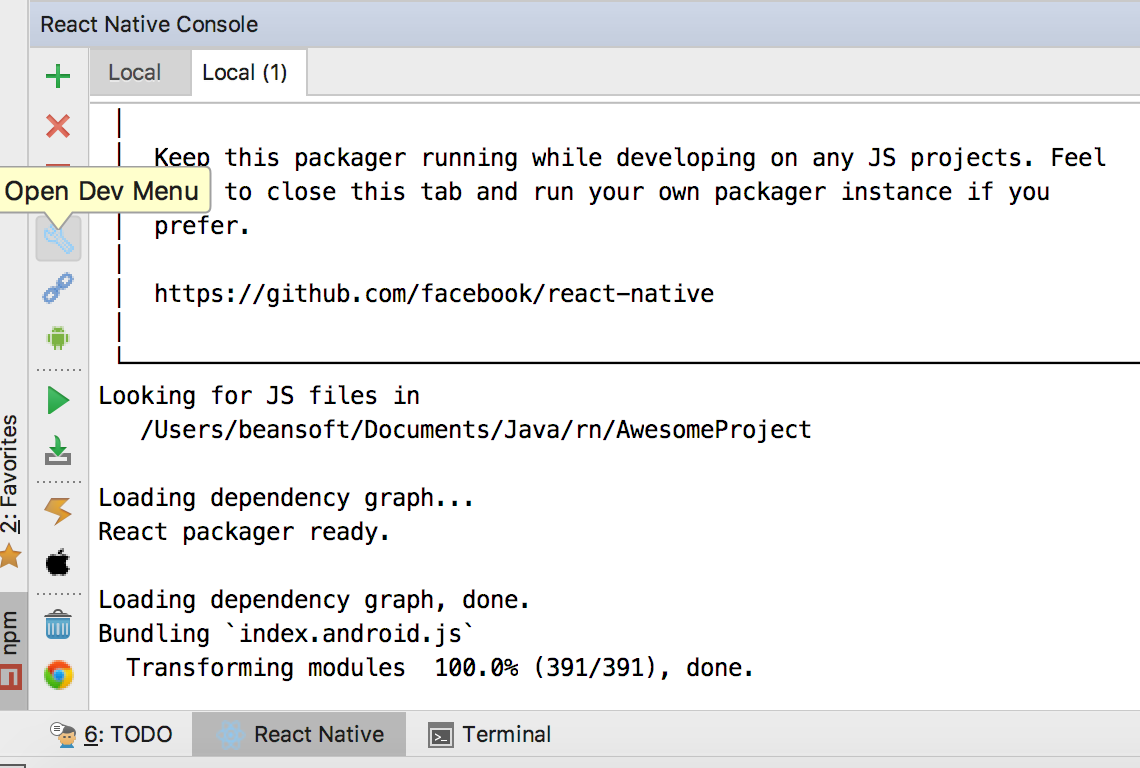 React Native Console
Local
Local (1)
Keep this packager running while developing on any JS projects. Feel
Open Dev Menu
to close this tab and run your own packager instance if you
prefer.
https://github.com/facebook/react-native
Looking for JS files in
/Users/beansoft/Documents/Java/rn/AwesomeProject
Loading dependency graph...
React packager ready.
Loading dependency graph, done.
Bundling `index.android.js`
Transforming modules  100.0% (391/391), done.
2: Favorites
npm
6: TODO
React Native
Terminal